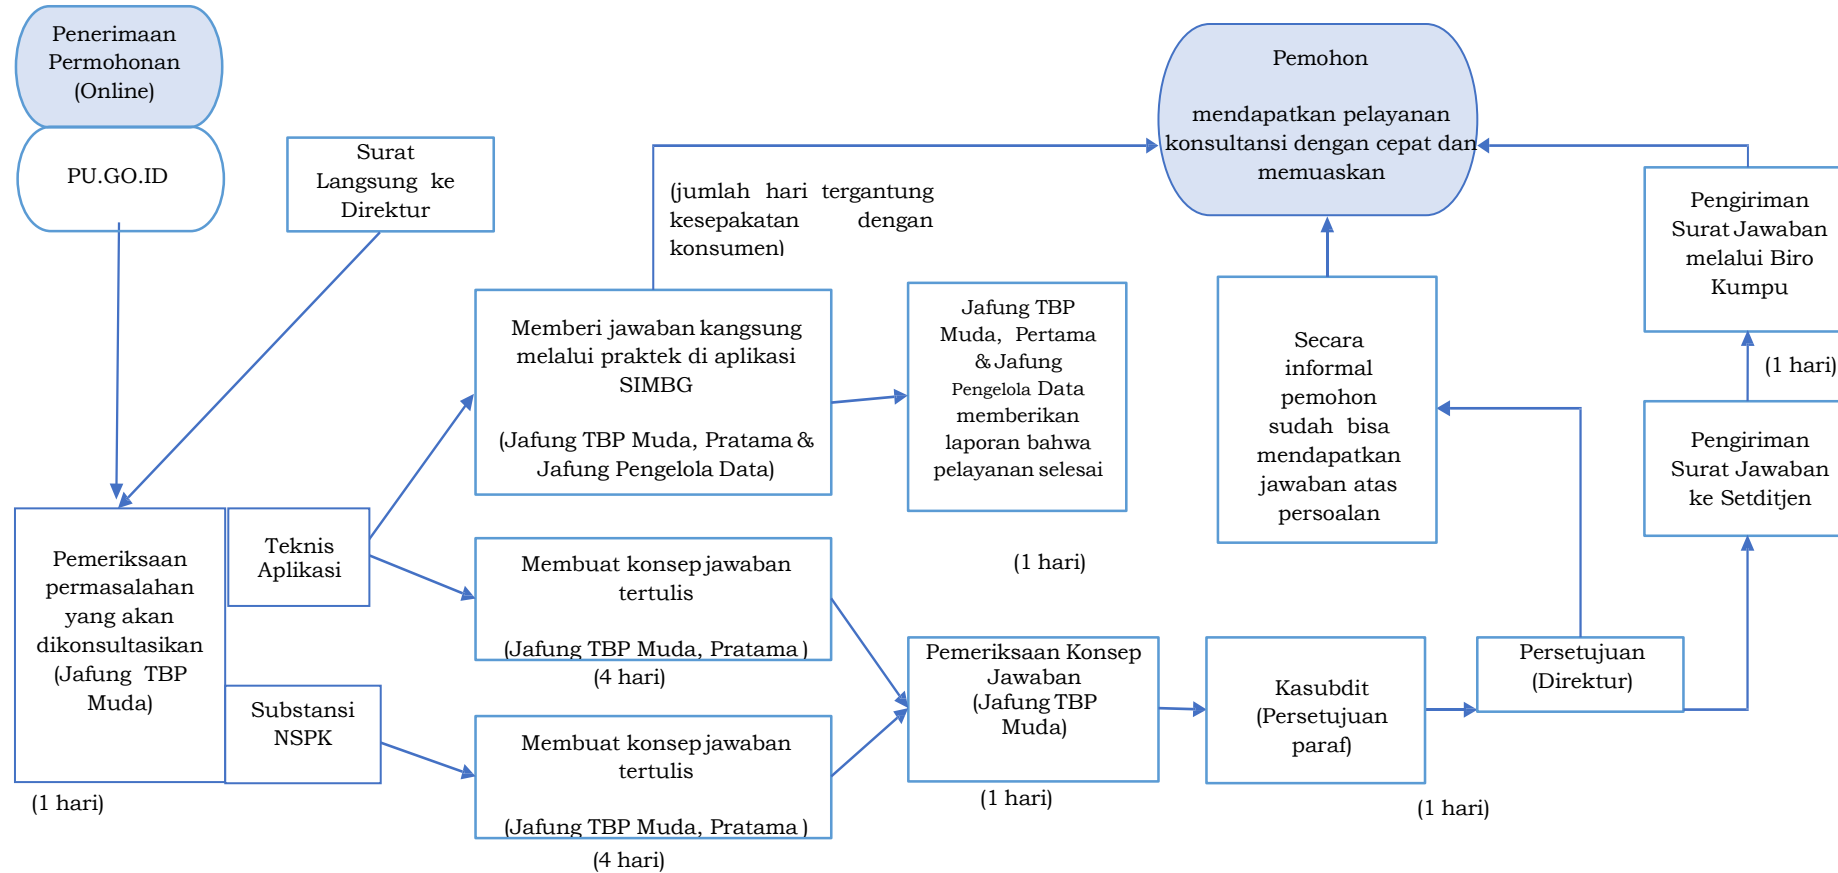 Penerimaan
Permohonan
(Online)
PU.GO.ID
Surat
Langsung ke
Direktur
Pemohon
mendapatkan pelayanan
konsultansi dengan cepat dan
memuaskan
(jumlah hari tergantung
kesepakatan dengan
konsumen)
Pengiriman
Surat Jawaban
melalui Biro
Kumpu
(1 hari)
Memberi jawaban kangsung
melalui praktek di aplikasi
SIMBG
(Jafung TBP Muda, Pratama &
Jafung Pengelola Data)
Jafung TBP
Muda, Pertama
& Jafung
Pengelola Data
memberikan
laporan bahwa
pelayanan selesai
(1 hari)
Secara
informal
pemohon
sudah bisa
mendapatkan
jawaban atas
persoalan
Pengiriman
Surat Jawaban
ke Setditjen
Pemeriksaan
permasalahan
yang akan
dikonsultasikan
(Jafung TBP
Muda)
(1 hari)
Teknis
Aplikasi
Substansi
NSPK
Membuat konsep jawaban
tertulis
(Jafung TBP Muda, Pratama )
(4 hari)
Membuat konsep jawaban
tertulis
(Jafung TBP Muda, Pratama )
(4 hari)
Pemeriksaan Konsep
Jawaban
(Jafung TBP
Muda)
(1 hari)
Kasubdit
(Persetujuan
paraf)
Persetujuan
(Direktur)
(1 hari)